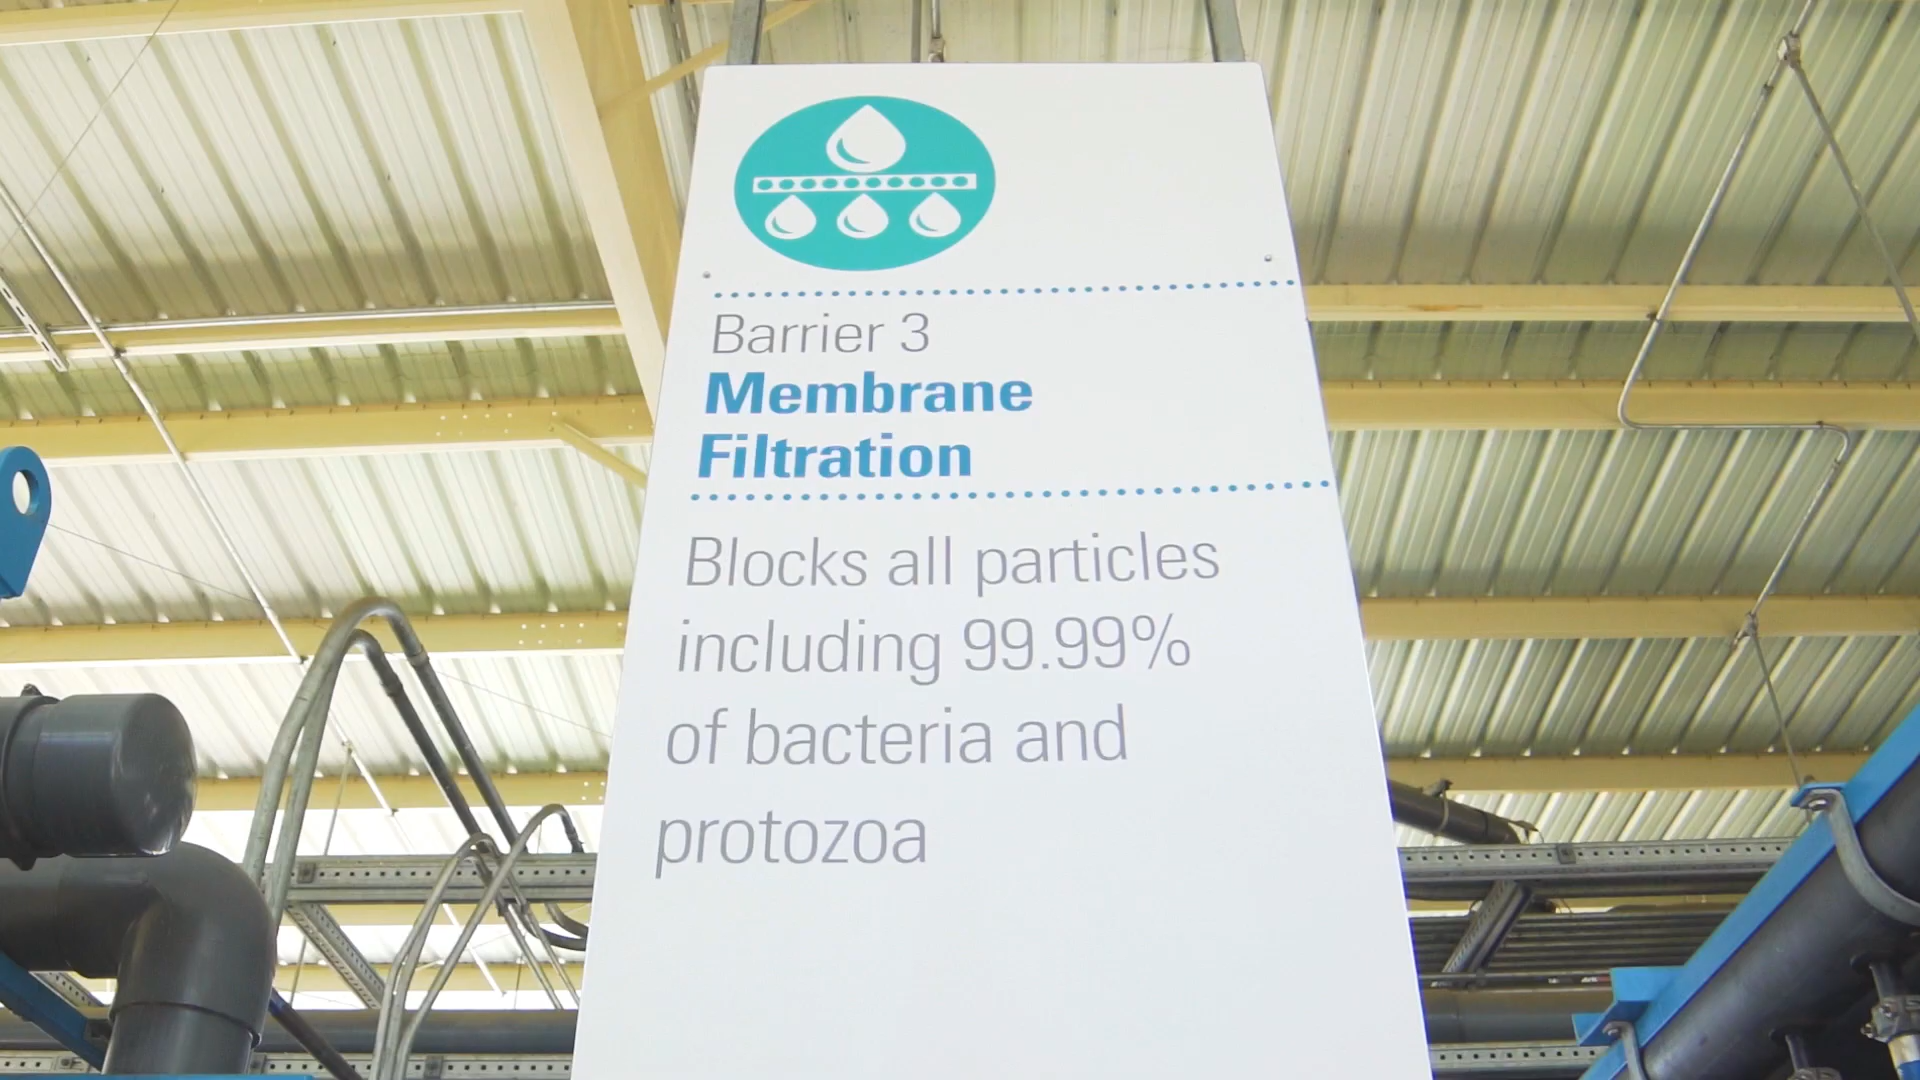 Barrier 3
Membrane
Filtration
Blocks all particles
including 99.99%
of bacteria and
protozoa